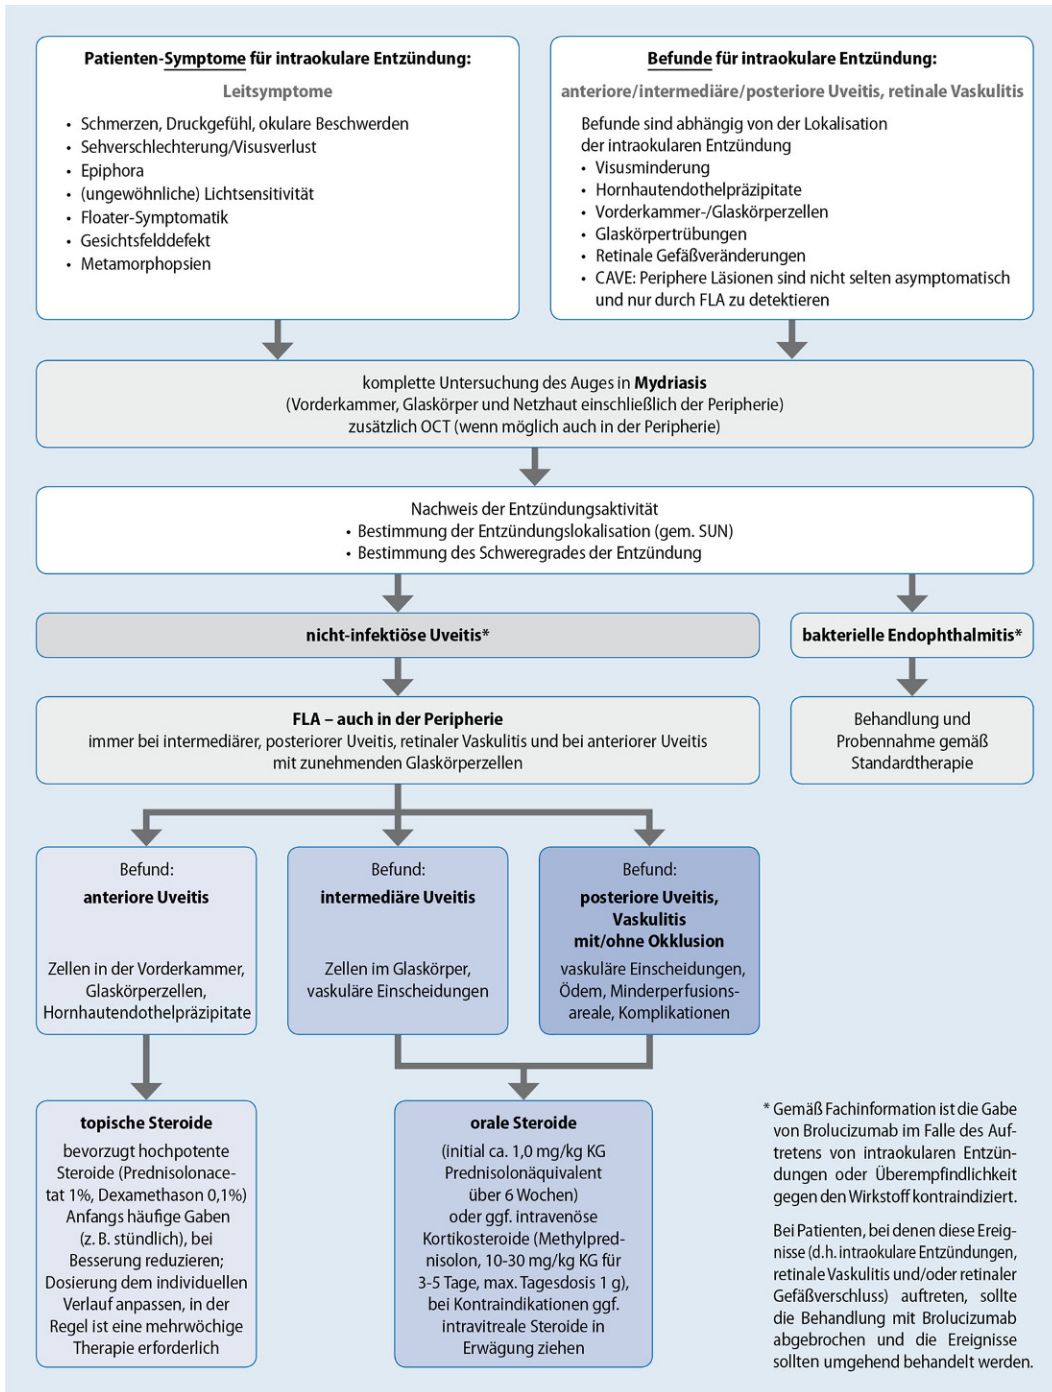 Patienten-Symptome für intraokulare Entzündung:
Leitsymptome
• Schmerzen, Druckgefühl, okulare Beschwerden
• Sehverschlechterung/Visusverlust
• Epiphora
• (ungewöhnliche) Lichtsensitivität
• Floater-Symptomatik
• Gesichtsfelddefekt
• Metamorphopsien
Befunde für intraokulare Entzündung:
anteriore/intermediäre/posteriore Uveitis, retinale Vaskulitis
Befunde sind abhängig von der Lokalisation
der intraokularen Entzündung
• Visusminderung
• Hornhautendothelpräzipitate
• Vorderkammer-/Glaskörperzellen
• Glaskörpertrübungen
• Retinale Gefäßveränderungen
• CAVE: Periphere Läsionen sind nicht selten asymptomatisch
und nur durch FLA zu detektieren
komplette Untersuchung des Auges in Mydriasis
(Vorderkammer, Glaskörper und Netzhaut einschließlich der Peripherie)
zusätzlich OCT (wenn möglich auch in der Peripherie)
Nachweis der Entzündungsaktivität
• Bestimmung der Entzündungslokalisation (gem. SUN)
• Bestimmung des Schweregrades der Entzündung
nicht-infektiöse Uveitis*
bakterielle Endophthalmitis*
FLA – auch in der Peripherie
immer bei intermediärer, posteriorer Uveitis, retinaler Vaskulitis und bei anteriorer Uveitis
mit zunehmenden Glaskörperzellen
Behandlung und
Probennahme gemäß
Standardtherapie
Befund:
anteriore Uveitis
Zellen in der Vorderkammer,
Glaskörperzellen,
Hornhautendothelpräzipitate
Befund:
intermediäre Uveitis
Zellen im Glaskörper,
vaskuläre Einscheidungen
Befund:
posteriore Uveitis,
Vaskulitis
mit/ohne Okklusion
vaskuläre Einscheidungen,
Ödem, Minderperfusions-
areale, Komplikationen
topische Steroide
bevorzugt hochpotente
Steroide (Prednisolonace-
tat 1%, Dexamethason 0,1%)
Anfangs häufige Gaben
(z. B. stündlich), bei
Besserung reduzieren;
Dosierung dem individuellen
Verlauf anpassen, in der
Regel ist eine mehrwöchige
Therapie erforderlich
orale Steroide
(initial ca. 1,0 mg/kg KG
Prednisolonäquivalent
über 6 Wochen)
oder ggf. intravenöse
Kortikosteroide (Methylpred-
nisolon, 10-30 mg/kg KG für
3-5 Tage, max. Tagesdosis 1 g),
bei Kontraindikationen ggf.
intravitreale Steroide in
Erwägung ziehen
* Gemäß Fachinformation ist die Gabe
von Brolucizumab im Falle des Auf-
tretens von intraokularen Entzün-
dungen oder Überempfindlichkeit
gegen den Wirkstoff kontraindiziert.
Bei Patienten, bei denen diese Ereig-
nisse (d.h. intraokulare Entzündungen,
retinale Vaskulitis und/oder retinaler
Gefäßverschluss) auftreten, sollte
die Behandlung mit Brolucizumab
abgebrochen und die Ereignisse
sollten umgehend behandelt werden.